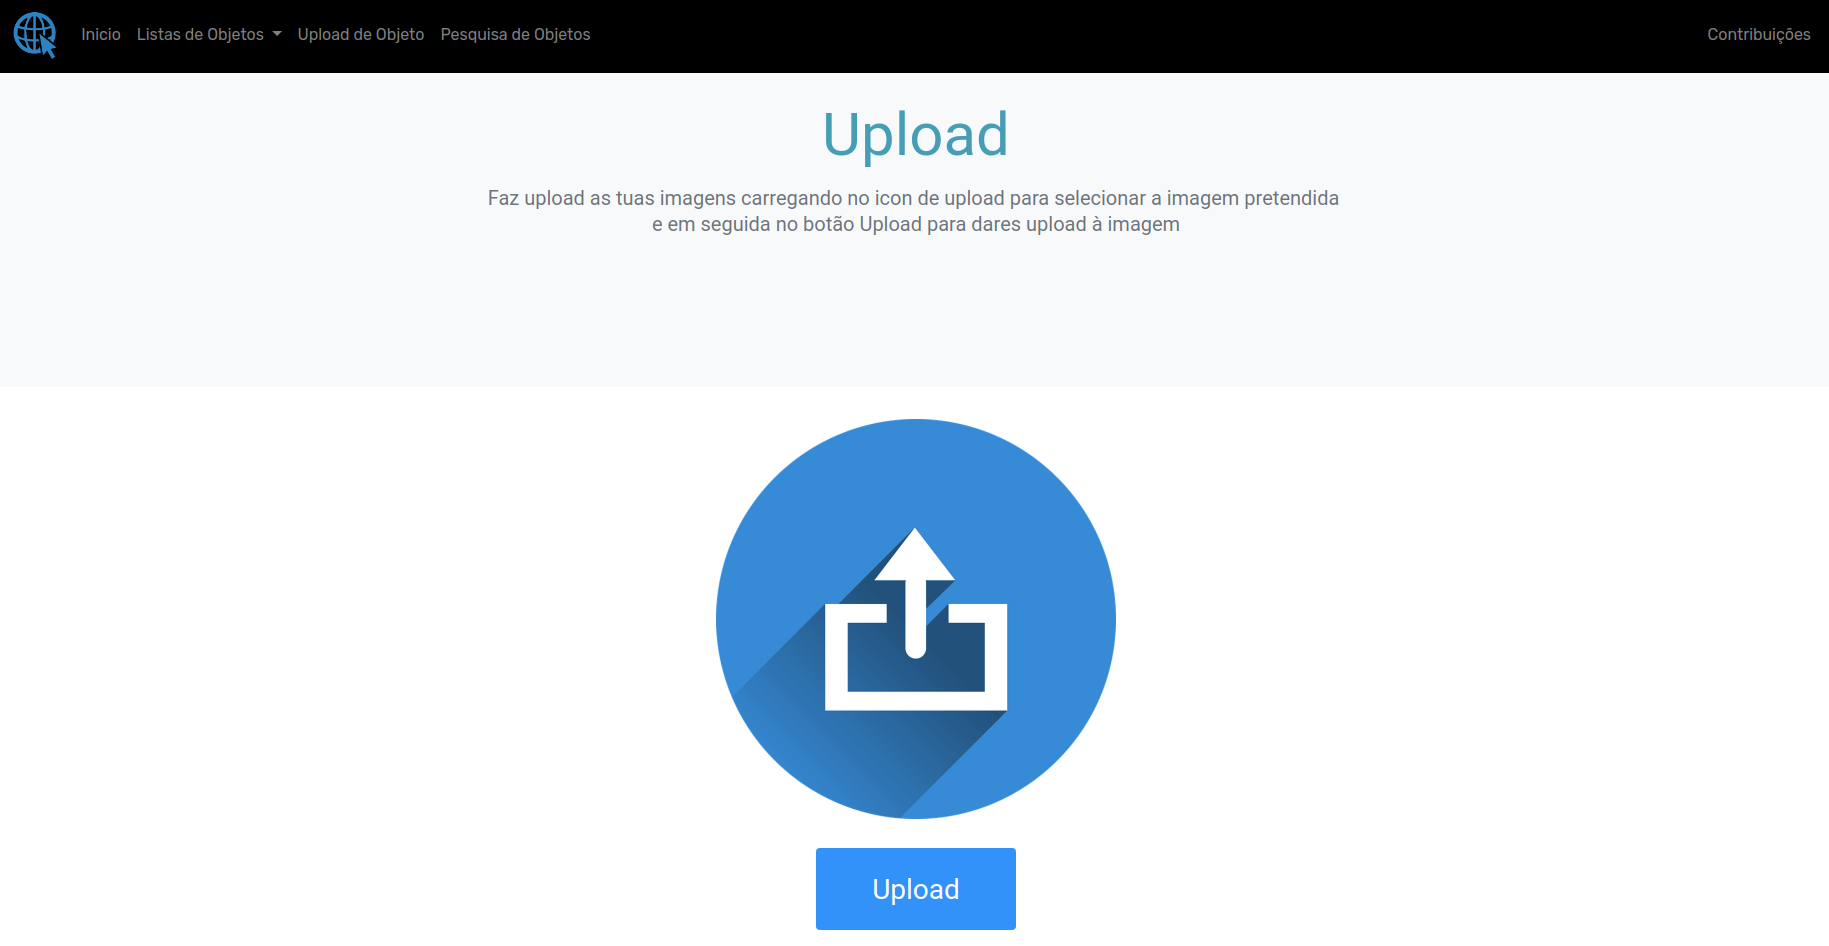 Inicio Listas de Objetos Upload de Objeto Pesquisa de Objetos Contribuições
Upload
Faz upload as tuas imagens carregando no icon de upload para selecionar a imagem pretendida
e em seguida no botão Upload para dares upload à imagem
Upload